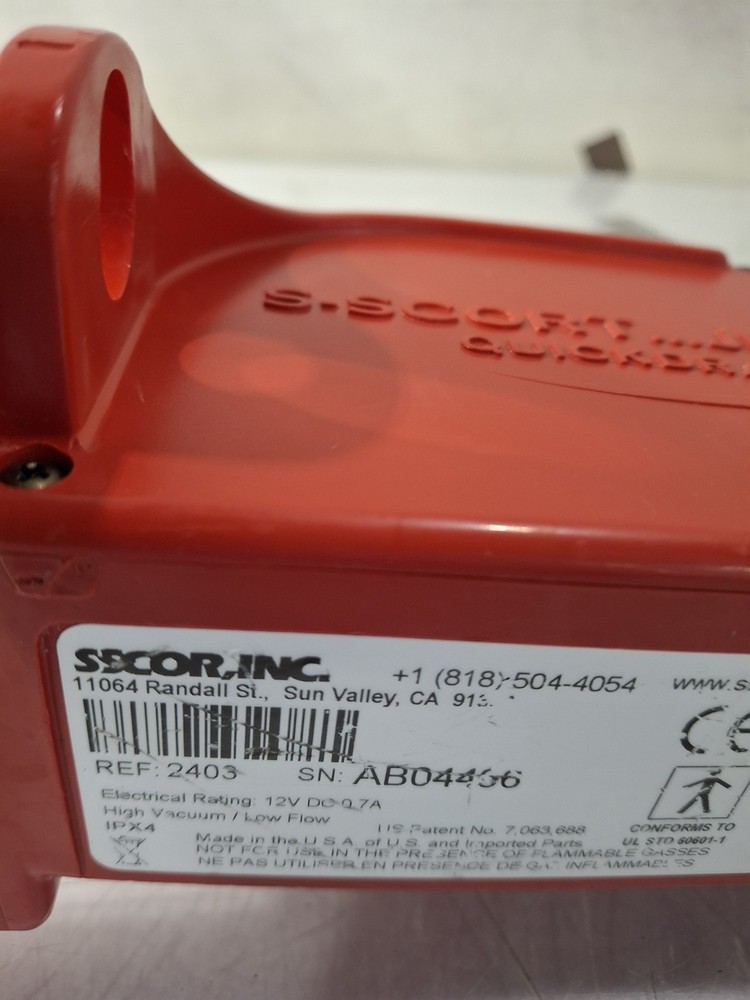 S-SCORT
SSCOR, INC.
+1 (818) 504-4054
11064 Randall St., Sun Valley, CA
REF: 2403 SN:
Electrical Rating: 12V DC 0.7A
High Vacuum / Low Flow
IPX4
US Patent No. 7,063,688
Made in the U.S.A. of U.S. and Imported Parts
NOT FOR USE IN THE PRESENCE OF FLAMMABLE GASSES
NE PAS UTILISER EN PRESENCE DE GAZ INFLAMMABLES
CE
CONFORMS TO
UL STD 60601-1